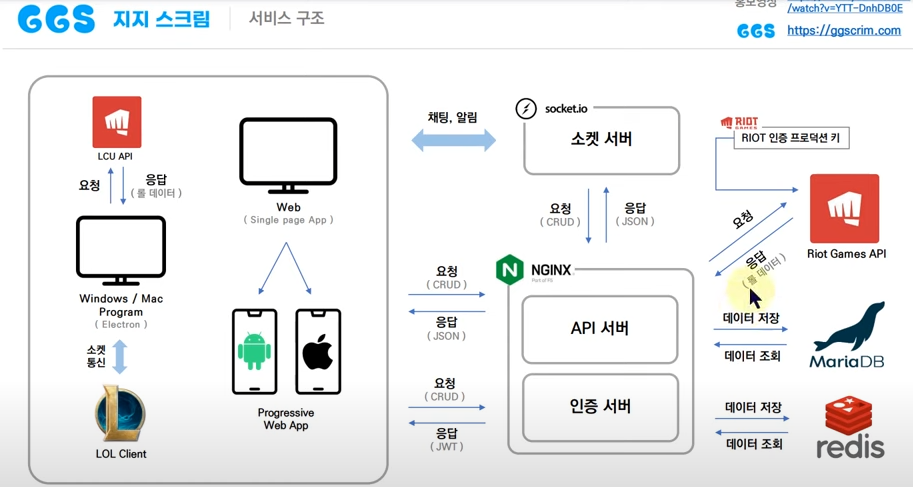 GGS 지지 스크림 서비스 구조
홍보영상
/watch?v=YTT-DnhDB0E
GGS https://ggscrim.com
LCU API
요청
응답
( 롤 데이터 )
Windows / Mac
Program
( Electron )
소켓
통신
LOL Client
Web
( Single page App )
Progressive
Web App
채팅, 알림
socket.io
소켓 서버
요청
( CRUD )
응답
( JSON )
NGINX
Part of F5
API 서버
인증 서버
요청
( CRUD )
응답
( JSON )
요청
( CRUD )
응답
( JWT )
RIOT
GAMES
RIOT 인증 프로덕션 키
Riot Games API
요청
응답
( 롤 데이터 )
데이터 저장
데이터 조회
MariaDB
데이터 저장
데이터 조회
redis